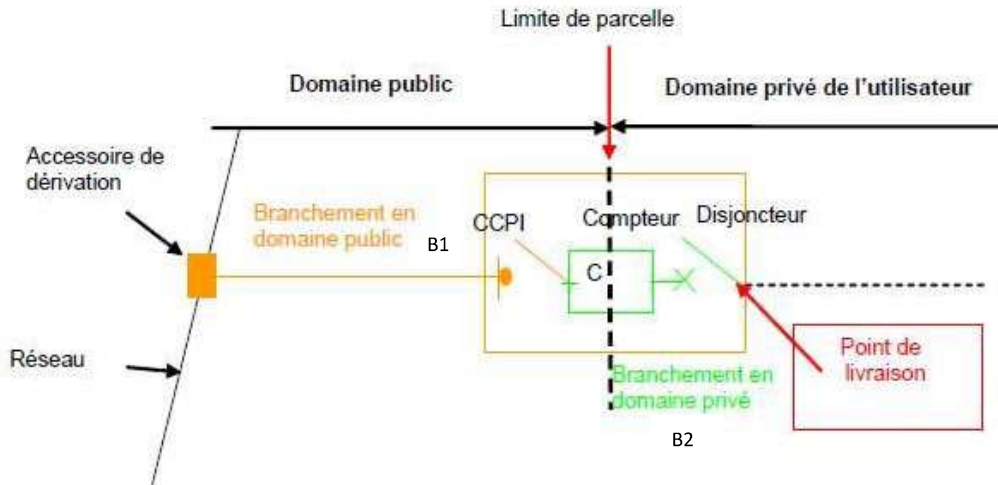 Limite de parcelle
Domaine public
Domaine privé de l'utilisateur
Accessoire de
dérivation
Branchement en
domaine public
B1
CCPI
Compteur
Disjoncteur
C
Réseau
Point de
livraison
Branchement en
domaine privé
B2